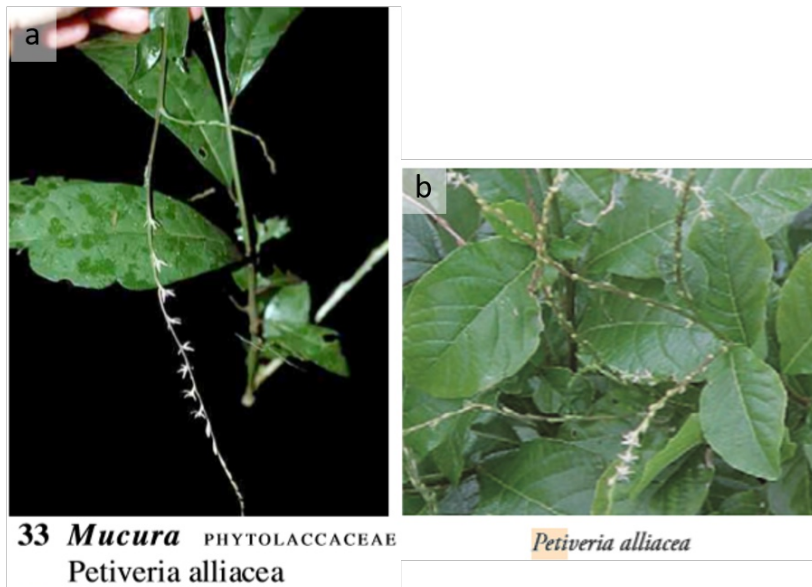 a
b
33 Mucura PHYTOLACCACEAE
Petiveria alliacea
Petiveria alliacea